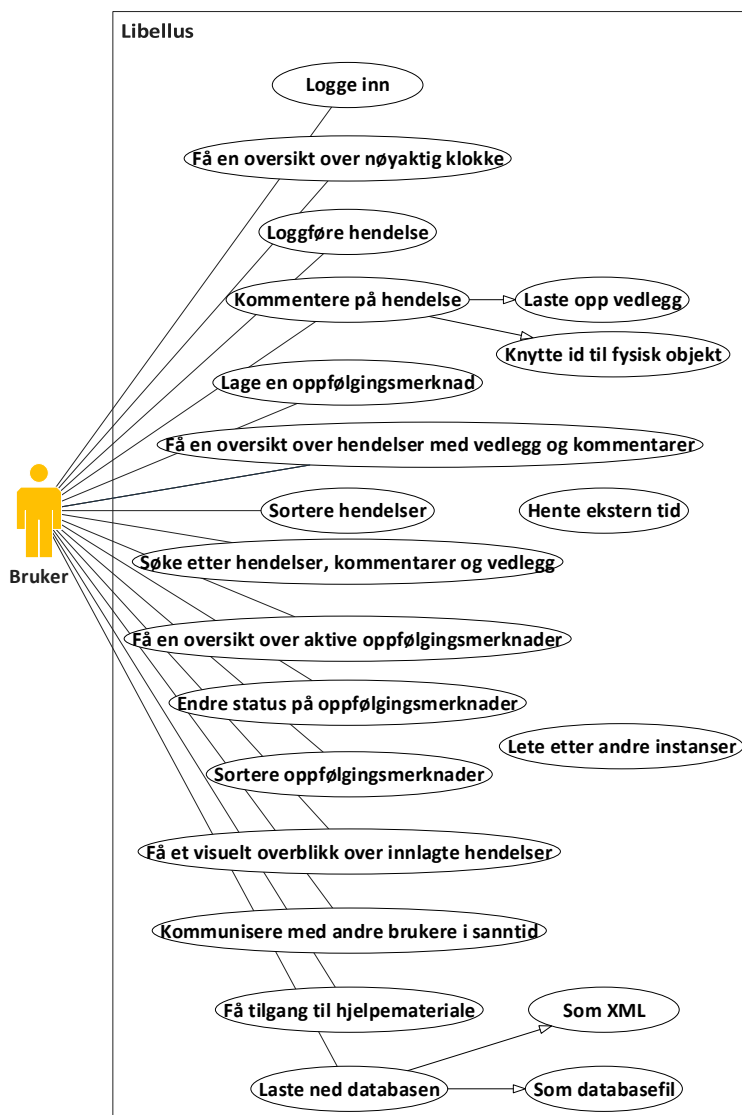 Libellus
Logge inn
Få en oversikt over nøyaktig klokke
Loggføre hendelse
Kommentere på hendelse
Laste opp vedlegg
Knytte id til fysisk objekt
Lage en oppfølgingsmerknad
Få en oversikt over hendelser med vedlegg og kommentarer
Sortere hendelser
Hente ekstern tid
Søke etter hendelser, kommentarer og vedlegg
Bruker
Få en oversikt over aktive oppfølgingsmerknader
Endre status på oppfølgingsmerknader
Lete etter andre instanser
Sortere oppfølgingsmerknader
Få et visuelt overblikk over innlagte hendelser
Kommunisere med andre brukere i sanntid
Få tilgang til hjelpemateriale
Som XML
Laste ned databasen
Som databasefil